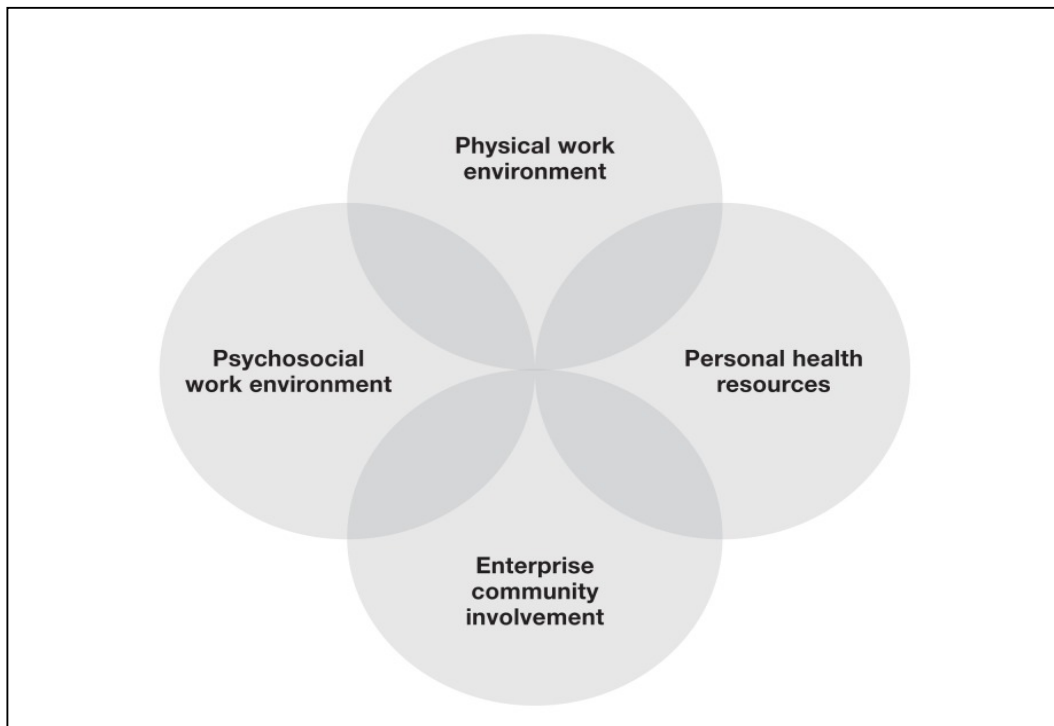 Physical work
environment
Psychosocial
work environment
Personal health
resources
Enterprise
community
involvement